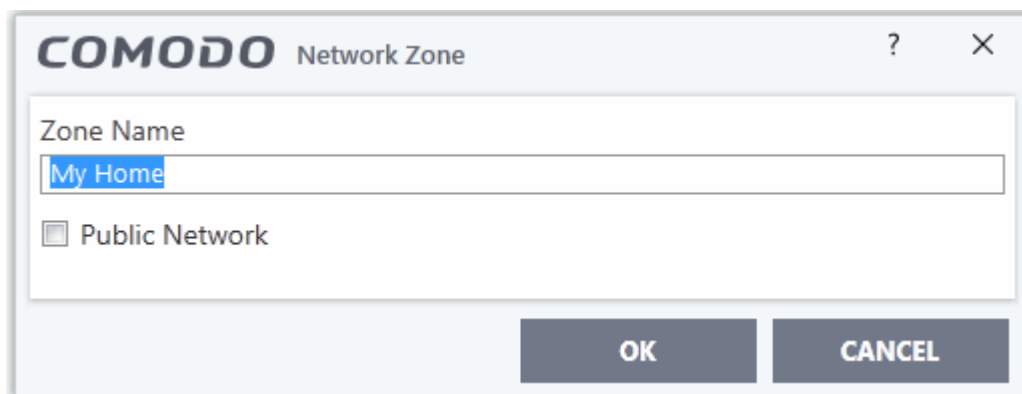 COMODO Network Zone ? ×
Zone Name
My Home
Public Network
OK CANCEL